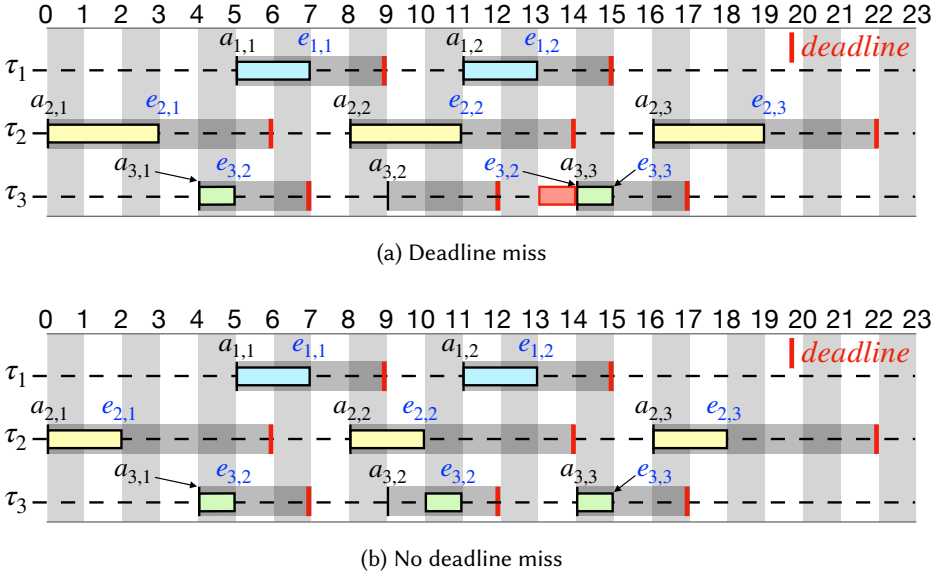 0 1 2 3 4 5 6 7 8 9 10 11 12 13 14 15 16 17 18 19 20 21 22 23
a1,1 e1,1 a1,2 e1,2 deadline
τ1
a2,1 e2,1 a2,2 e2,2 a2,3 e2,3
τ2
a3,1 e3,2 a3,2 e3,2 a3,3 e3,3
τ3
(a) Deadline miss
0 1 2 3 4 5 6 7 8 9 10 11 12 13 14 15 16 17 18 19 20 21 22 23
a1,1 e1,1 a1,2 e1,2 deadline
τ1
a2,1 e2,1 a2,2 e2,2 a2,3 e2,3
τ2
a3,1 e3,2 a3,2 e3,2 a3,3 e3,3
τ3
(b) No deadline miss